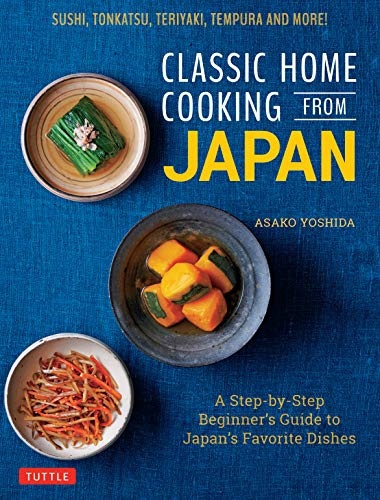 SUSHI, TONKATSU, TERIYAKI, TEMPURA AND MORE!
CLASSIC HOME
COOKING FROM
JAPAN
ASAKO YOSHIDA
A Step-by-Step
Beginner's Guide to
Japan's Favorite Dishes
TUTTLE